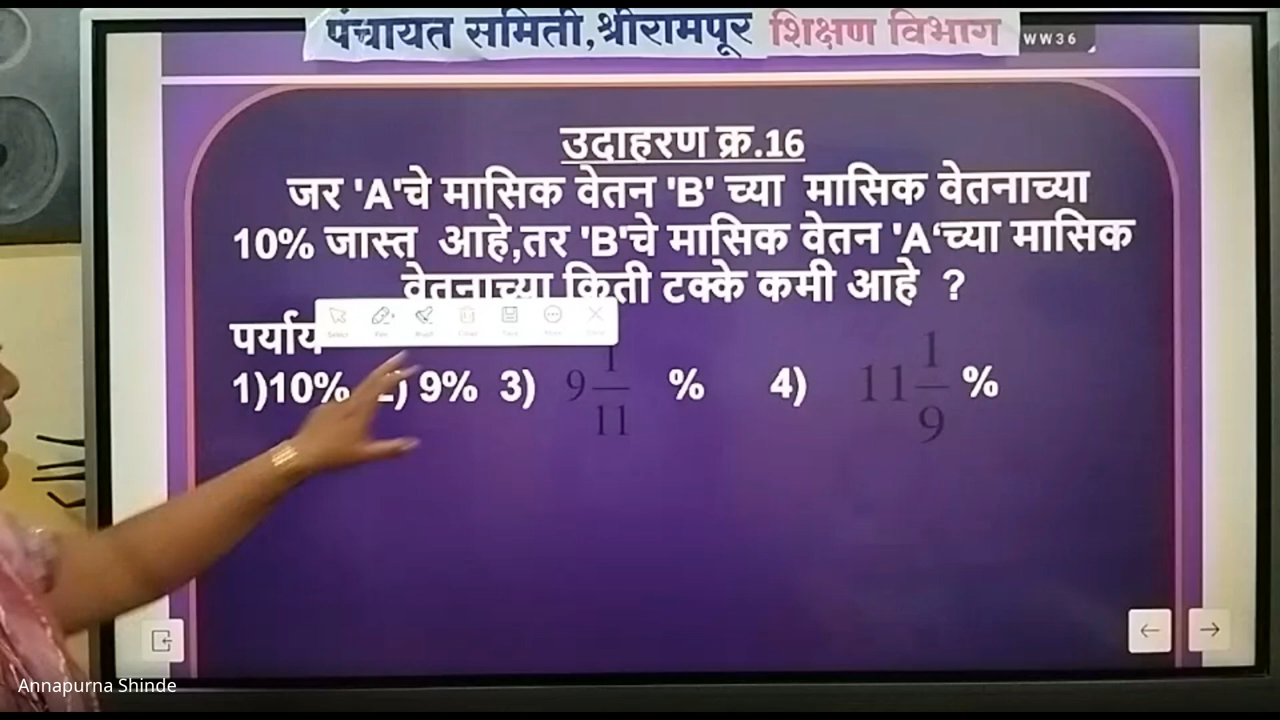 पंचायत समिती,श्रीरामपूर शिक्षण विभाग
WW36
उदाहरण क्र.16
जर 'A'चे मासिक वेतन 'B' च्या मासिक वेतनाच्या
10% जास्त आहे,तर 'B'चे मासिक वेतन 'A'च्या मासिक
वेतनाच्या किती टक्के कमी आहे ?
पर्याय
1)10% 2) 9% 3) 9 1/11 % 4) 11 1/9 %
Annapurna Shinde